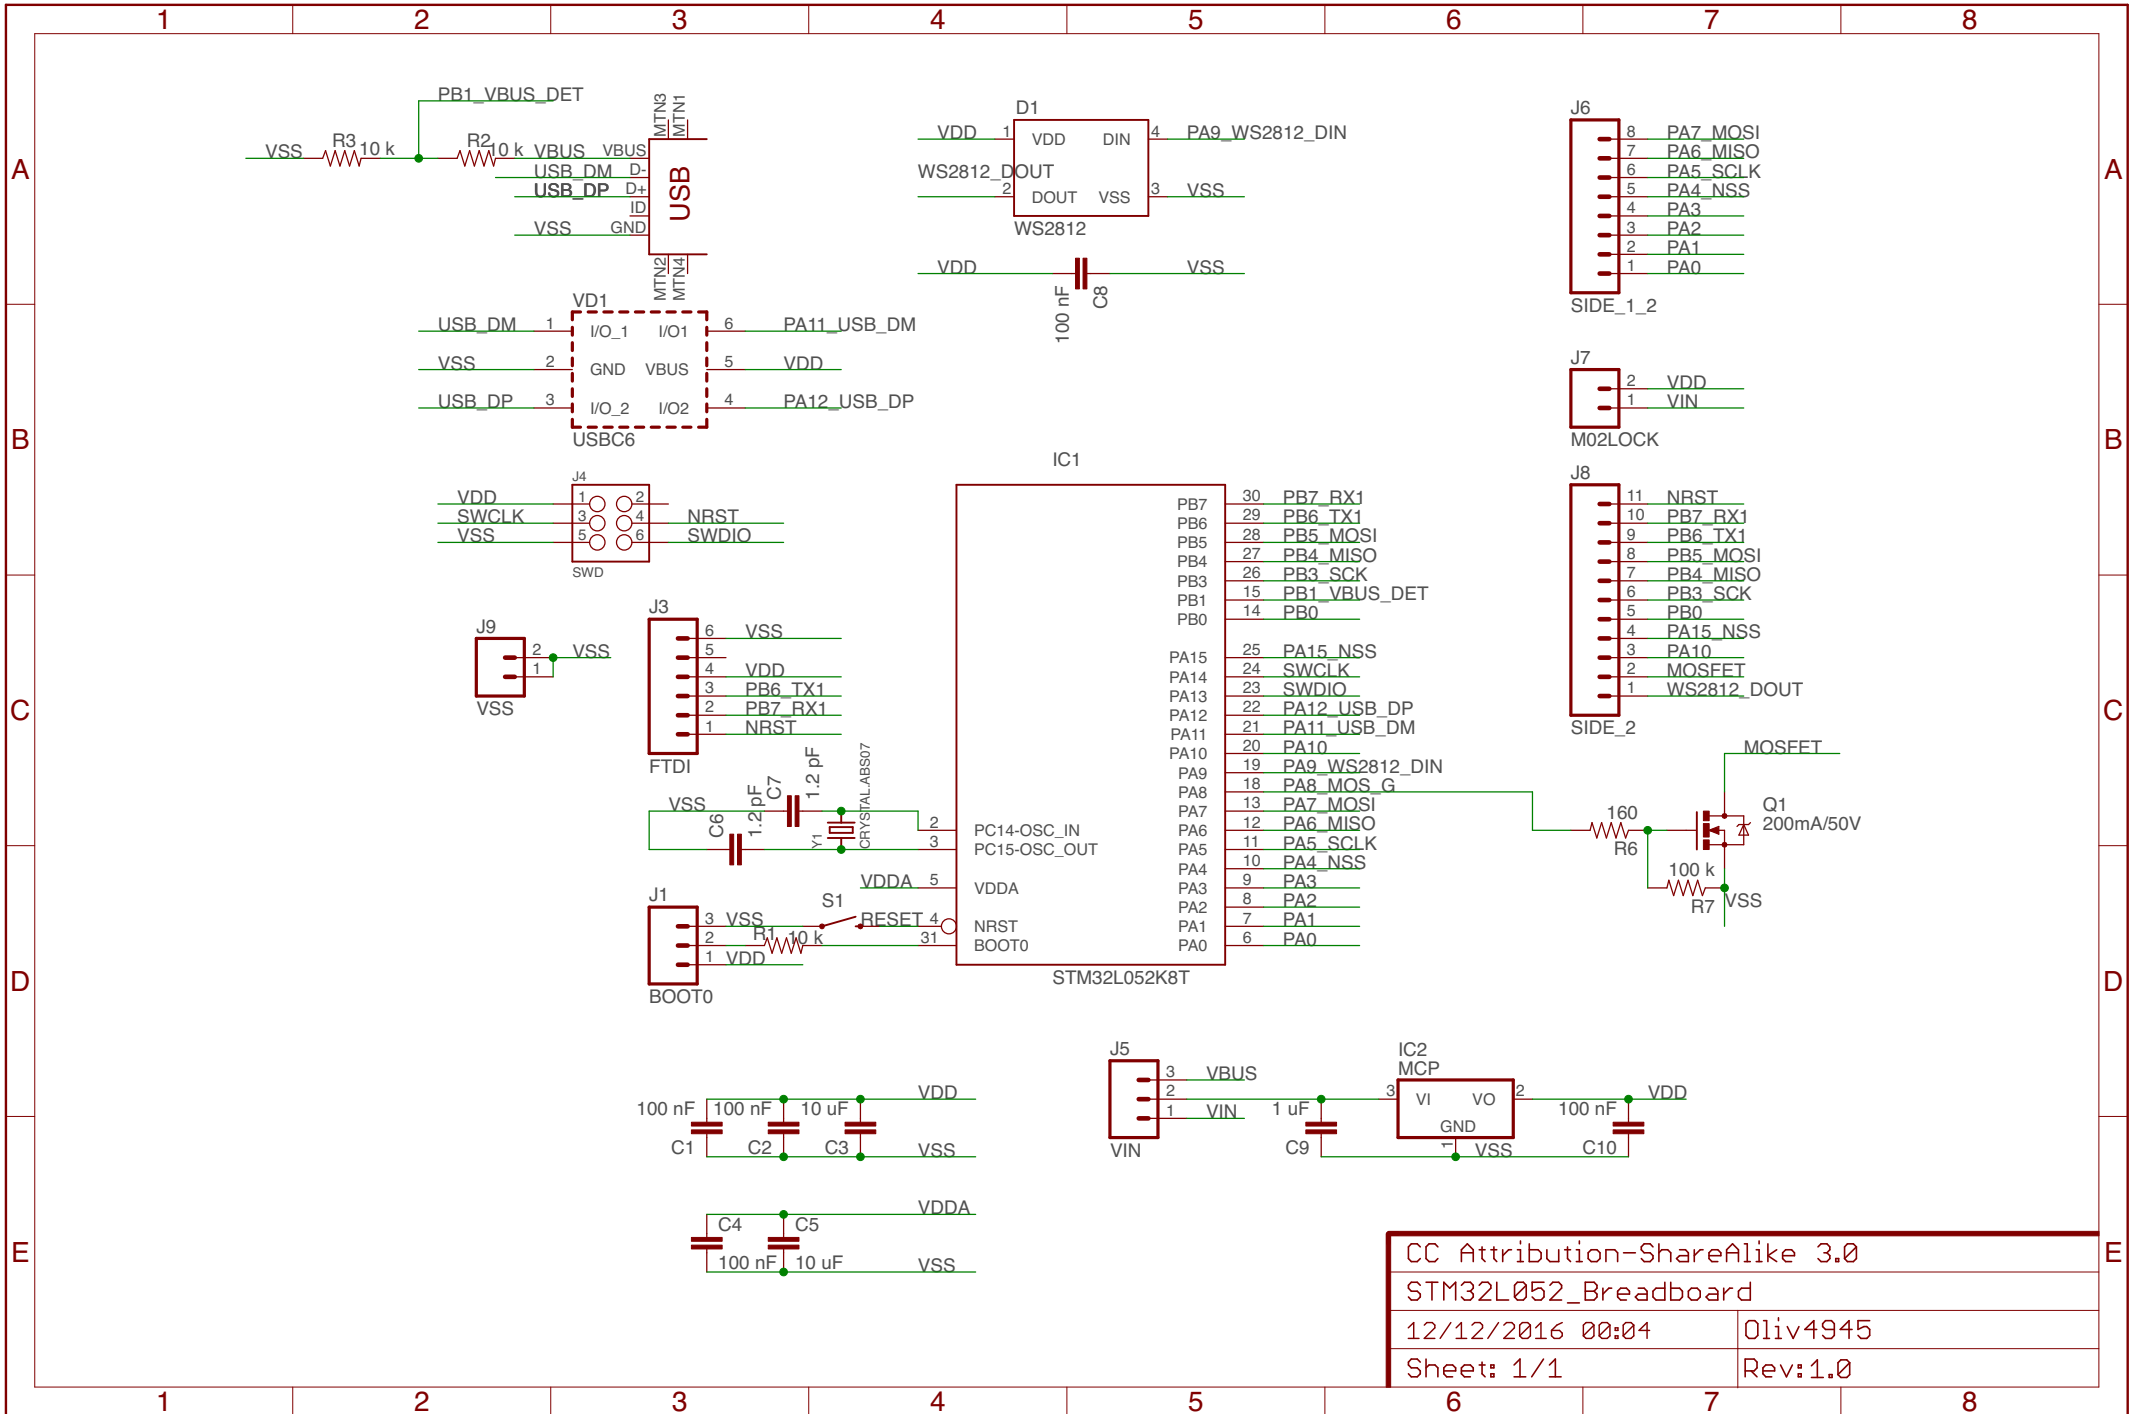 1 2 3 4 5 6 7 8
A A
B B
C C
D D
E E
PB1_VBUS_DET
VSS R3 10 k R2 10 k VBUS VBUS
USB_DM D-
USB_DP D+
ID
VSS GND
USB
MTN3
MTN1
MTN2
MTN4
D1
VDD 1 VDD DIN 4 PA9_WS2812_DIN
WS2812_DOUT
2 DOUT VSS 3 VSS
WS2812
VDD VSS
100 nF
C8
J6
8 PA7_MOSI
7 PA6_MISO
6 PA5_SCLK
5 PA4_NSS
4 PA3
3 PA2
2 PA1
1 PA0
SIDE_1_2
VD1
USB_DM 1 I/O_1 I/O1 6 PA11_USB_DM
VSS 2 GND VBUS 5 VDD
USB_DP 3 I/O_2 I/O2 4 PA12_USB_DP
USBC6
J7
2 VDD
1 VIN
M02LOCK
J4
VDD 1 2
SWCLK 3 4 NRST
VSS 5 6 SWDIO
SWD
J9
2 VSS
1
VSS
J3
6 VSS
5
4 VDD
3 PB6_TX1
2 PB7_RX1
1 NRST
FTDI
IC1
PB7 30 PB7_RX1
PB6 29 PB6_TX1
PB5 28 PB5_MOSI
PB4 27 PB4_MISO
PB3 26 PB3_SCK
PB1 15 PB1_VBUS_DET
PB0 14 PB0
PA15 25 PA15_NSS
PA14 24 SWCLK
PA13 23 SWDIO
PA12 22 PA12_USB_DP
PA11 21 PA11_USB_DM
PA10 20 PA10
PA9 19 PA9_WS2812_DIN
PA8 18 PA8_MOS_G
PA7 13 PA7_MOSI
PA6 12 PA6_MISO
PA5 11 PA5_SCLK
PA4 10 PA4_NSS
PA3 9 PA3
PA2 8 PA2
PA1 7 PA1
PA0 6 PA0
2 PC14-OSC_IN
3 PC15-OSC_OUT
VDDA 5 VDDA
RESET 4 NRST
31 BOOT0
STM32L052K8T
VSS
C6
1.2 pF
C7
1.2 pF
Y1
CRYSTAL.ABS07
J1
3 VSS S1
2 R1 10 k
1 VDD
BOOT0
J8
11 NRST
10 PB7_RX1
9 PB6_TX1
8 PB5_MOSI
7 PB4_MISO
6 PB3_SCK
5 PB0
4 PA15_NSS
3 PA10
2 MOSFET
1 WS2812_DOUT
SIDE_2
MOSFET
160
R6
Q1
200mA/50V
100 k
R7
VSS
VDD
100 nF 100 nF 10 uF
C1 C2 C3
VSS
VDDA
C4 C5
100 nF 10 uF
VSS
J5
3 VBUS
2
1 VIN
VIN
1 uF
C9
IC2
MCP
3 VI VO 2
GND
1
VSS
VDD
100 nF
C10
CC Attribution-ShareAlike 3.0
STM32L052_Breadboard
12/12/2016 00:04 Oliv4945
Sheet: 1/1 Rev:1.0
1 2 3 4 5 6 7 8